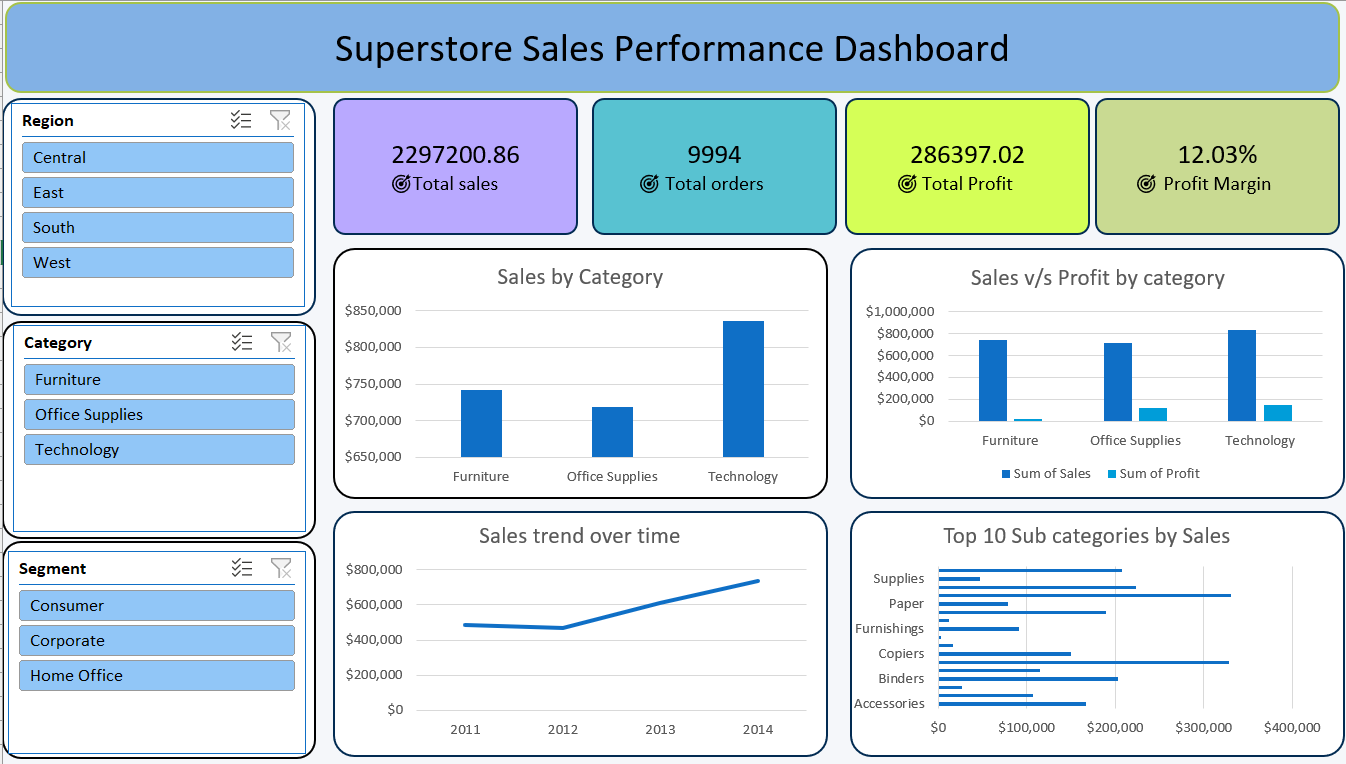 Superstore Sales Performance Dashboard
Region
Central
East
South
West
Category
Furniture
Office Supplies
Technology
Segment
Consumer
Corporate
Home Office
2297200.86
Total sales
9994
Total orders
286397.02
Total Profit
12.03%
Profit Margin
Sales by Category
$850,000
$800,000
$750,000
$700,000
$650,000
Furniture Office Supplies Technology
Sales v/s Profit by category
$1,000,000
$800,000
$600,000
$400,000
$200,000
$0
Furniture Office Supplies Technology
Sum of Sales Sum of Profit
Sales trend over time
$800,000
$600,000
$400,000
$200,000
$0
2011 2012 2013 2014
Top 10 Sub categories by Sales
Supplies
Paper
Furnishings
Copiers
Binders
Accessories
$0 $100,000 $200,000 $300,000 $400,000